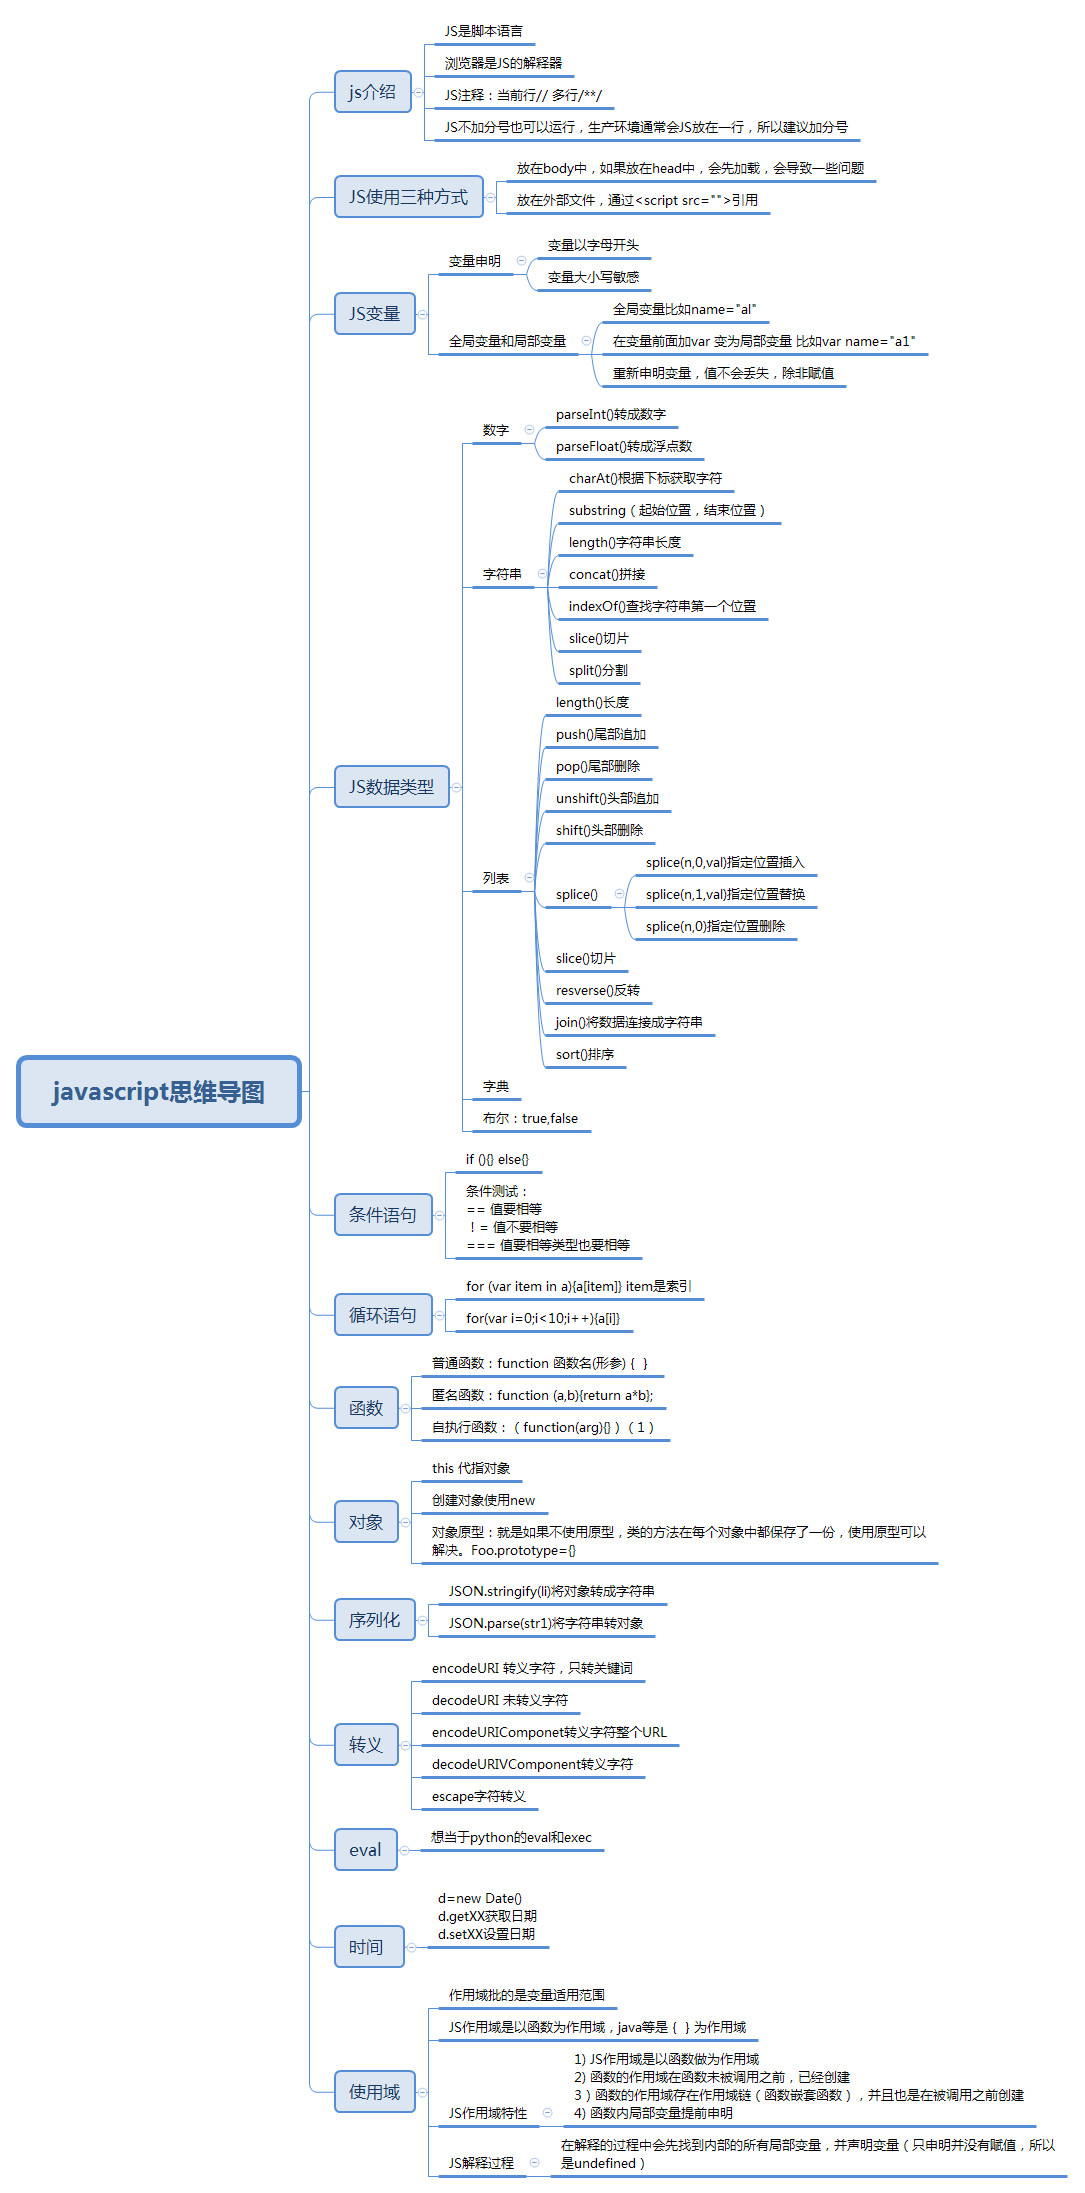 javascript思维导图
js介绍
JS是脚本语言
浏览器是JS的解释器
JS注释：当前行// 多行/**/
JS不加分号也可以运行，生产环境通常会JS放在一行，所以建议加分号
JS使用三种方式
放在body中，如果放在head中，会先加载，会导致一些问题
放在外部文件，通过<script src="">引用
JS变量
变量申明
变量以字母开头
变量大小写敏感
全局变量和局部变量
全局变量比如name="al"
在变量前面加var 变为局部变量 比如var name="a1"
重新申明变量，值不会丢失，除非赋值
JS数据类型
数字
parseInt()转成数字
parseFloat()转成浮点数
字符串
charAt()根据下标获取字符
substring（起始位置，结束位置）
length()字符串长度
concat()拼接
indexOf()查找字符串第一个位置
slice()切片
split()分割
列表
length()长度
push()尾部追加
pop()尾部删除
unshift()头部追加
shift()头部删除
splice()
splice(n,0,val)指定位置插入
splice(n,1,val)指定位置替换
splice(n,0)指定位置删除
slice()切片
resverse()反转
join()将数据连接成字符串
sort()排序
字典
布尔：true,false
条件语句
if (){} else{}
条件测试：
== 值要相等
！= 值不要相等
=== 值要相等类型也要相等
循环语句
for (var item in a){a[item]} item是索引
for(var i=0;i<10;i++){a[i]}
函数
普通函数：function 函数名(形参)｛ ｝
匿名函数：function (a,b){return a*b};
自执行函数：（function(arg){}）（1）
对象
this 代指对象
创建对象使用new
对象原型：就是如果不使用原型，类的方法在每个对象中都保存了一份，使用原型可以
解决。Foo.prototype={}
序列化
JSON.stringify(li)将对象转成字符串
JSON.parse(str1)将字符串转对象
转义
encodeURI 转义字符，只转关键词
decodeURI 未转义字符
encodeURIComponet转义字符整个URL
decodeURIVComponent转义字符
escape字符转义
eval
想当于python的eval和exec
时间
d=new Date()
d.getXX获取日期
d.setXX设置日期
使用域
作用域批的是变量适用范围
JS作用域是以函数为作用域，java等是｛ ｝为作用域
JS作用域特性
1) JS作用域是以函数做为作用域
2) 函数的作用域在函数未被调用之前，已经创建
3）函数的作用域存在作用域链（函数嵌套函数），并且也是在被调用之前创建
4) 函数内局部变量提前申明
JS解释过程
在解释的过程中会先找到内部的所有局部变量，并声明变量（只申明并没有赋值，所以
是undefined）